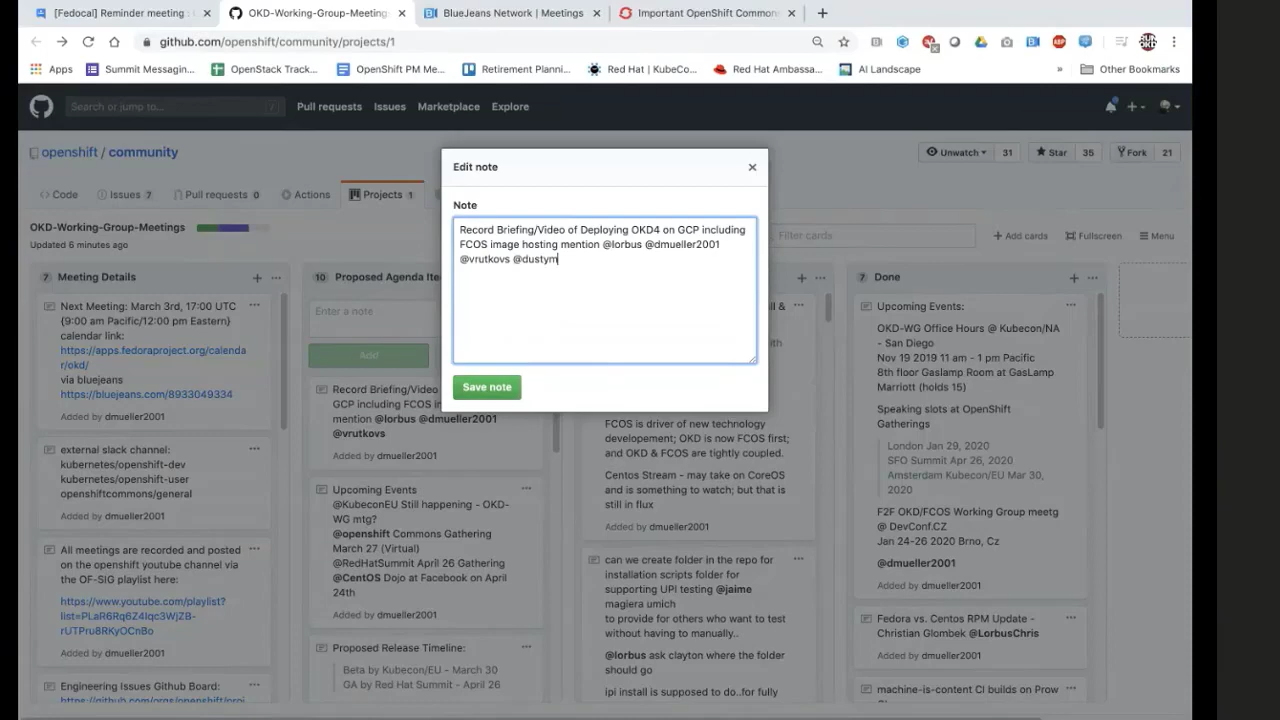 [Fedocal] Reminder meeting :
OKD-Working-Group-Meeting
BlueJeans Network | Meetings
Important OpenShift Common
github.com/openshift/community/projects/1
Apps
Summit Messagin...
OpenStack Track...
OpenShift PM Me...
Retirement Planni...
Red Hat | KubeCo...
Red Hat Ambassa...
AI Landscape
»
Other Bookmarks
Search or jump to...
/
Pull requests
Issues
Marketplace
Explore
openshift / community
Unwatch
31
Star
35
Fork
21
Code
Issues 7
Pull requests 0
Actions
Projects 1
OKD-Working-Group-Meetings
Updated 6 minutes ago
Filter cards
Add cards
Fullscreen
Menu
Edit note
Note
Record Briefing/Video of Deploying OKD4 on GCP including
FCOS image hosting mention @lorbus @dmueller2001
@vrutkovs @dustym
Save note
7 Meeting Details
Next Meeting: March 3rd, 17:00 UTC
{9:00 am Pacific/12:00 pm Eastern}
calendar link:
https://apps.fedoraproject.org/calenda
r/okd/
via bluejeans
https://bluejeans.com/8933049334
Added by dmueller2001
external slack channel:
kubernetes/openshift-dev
kubernetes/openshift-user
openshiftcommons/general
Added by dmueller2001
All meetings are recorded and posted
on the openshift youtube channel via
the OF-SIG playlist here:
https://www.youtube.com/playlist?
Added by dmueller2001
Engineering Issues Github Board:
10 Proposed Agenda Ite
Enter a note
Add
Record Briefing/Video
GCP including FCOS i
mention @lorbus @dmueller2001
@vrutkovs
Added by dmueller2001
Upcoming Events
@KubeconEU Still happening - OKD-
WG mtg?
@openshift Commons Gathering
March 27 (Virtual)
@RedHatSummit April 26 Gathering
@CentOS Dojo at Facebook on April
24th
Added by dmueller2001
Proposed Release Timeline:
Beta by Kubecon/EU - March 30
GA by Red Hat Summit - April 26
ll &
with
FCOS is driver of new technology
developement; OKD is now FCOS first;
and OKD & FCOS are tightly coupled.
Centos Stream - may take on CoreOS
and is something to watch; but that is
still in flux
Added by dmueller2001
can we create folder in the repo for
installation scripts folder for
supporting UPI testing @jaime
magiera umich
to provide for others who want to test
without having to manually..
@lorbus ask clayton where the folder
should go
ipi install is supposed to do..for fully
7 Done
Upcoming Events:
OKD-WG Office Hours @ Kubecon/NA
- San Diego
Nov 19 2019 11 am - 1 pm Pacific
8th floor Gaslamp Room at GasLamp
Marriott (holds 15)
Speaking slots at OpenShift
Gatherings
London Jan 29, 2020
SFO Summit Apr 26, 2020
Amsterdam Kubecon/EU Mar 30,
2020
F2F OKD/FCOS Working Group meetg
@ DevConf.CZ
Jan 24-26 2020 Brno, Cz
@dmueller2001
Added by dmueller2001
Fedora vs. Centos RPM Update -
Christian Glombek @LorbusChris
Added by dmueller2001
machine-is-content CI builds on Prow